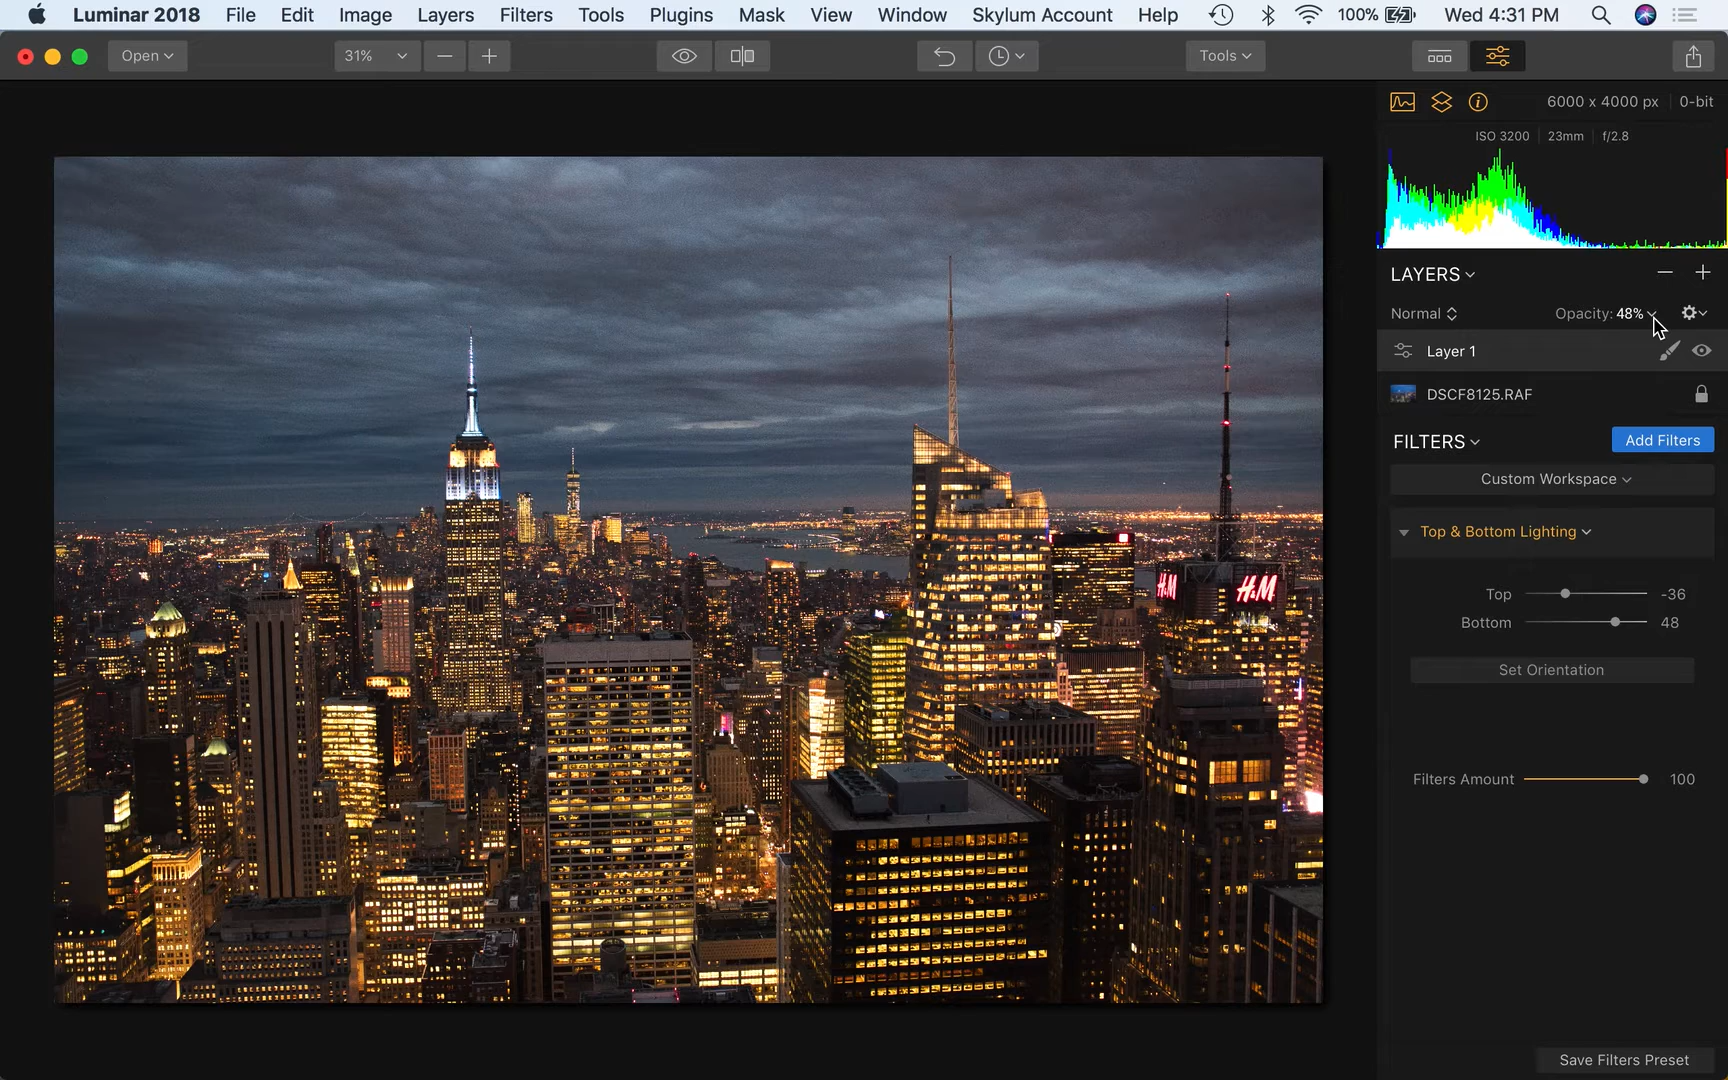 Luminar 2018 File Edit Image Layers Filters Tools Plugins Mask View Window Skylum Account Help 100% Wed 4:31 PM
Open 31% Tools
6000 x 4000 px 0-bit
ISO 3200 23mm f/2.8
LAYERS
Normal Opacity: 48%
Layer 1
DSCF8125.RAF
FILTERS Add Filters
Custom Workspace
Top & Bottom Lighting
Top -36
Bottom 48
Set Orientation
Filters Amount 100
Save Filters Preset
H&M
H&M